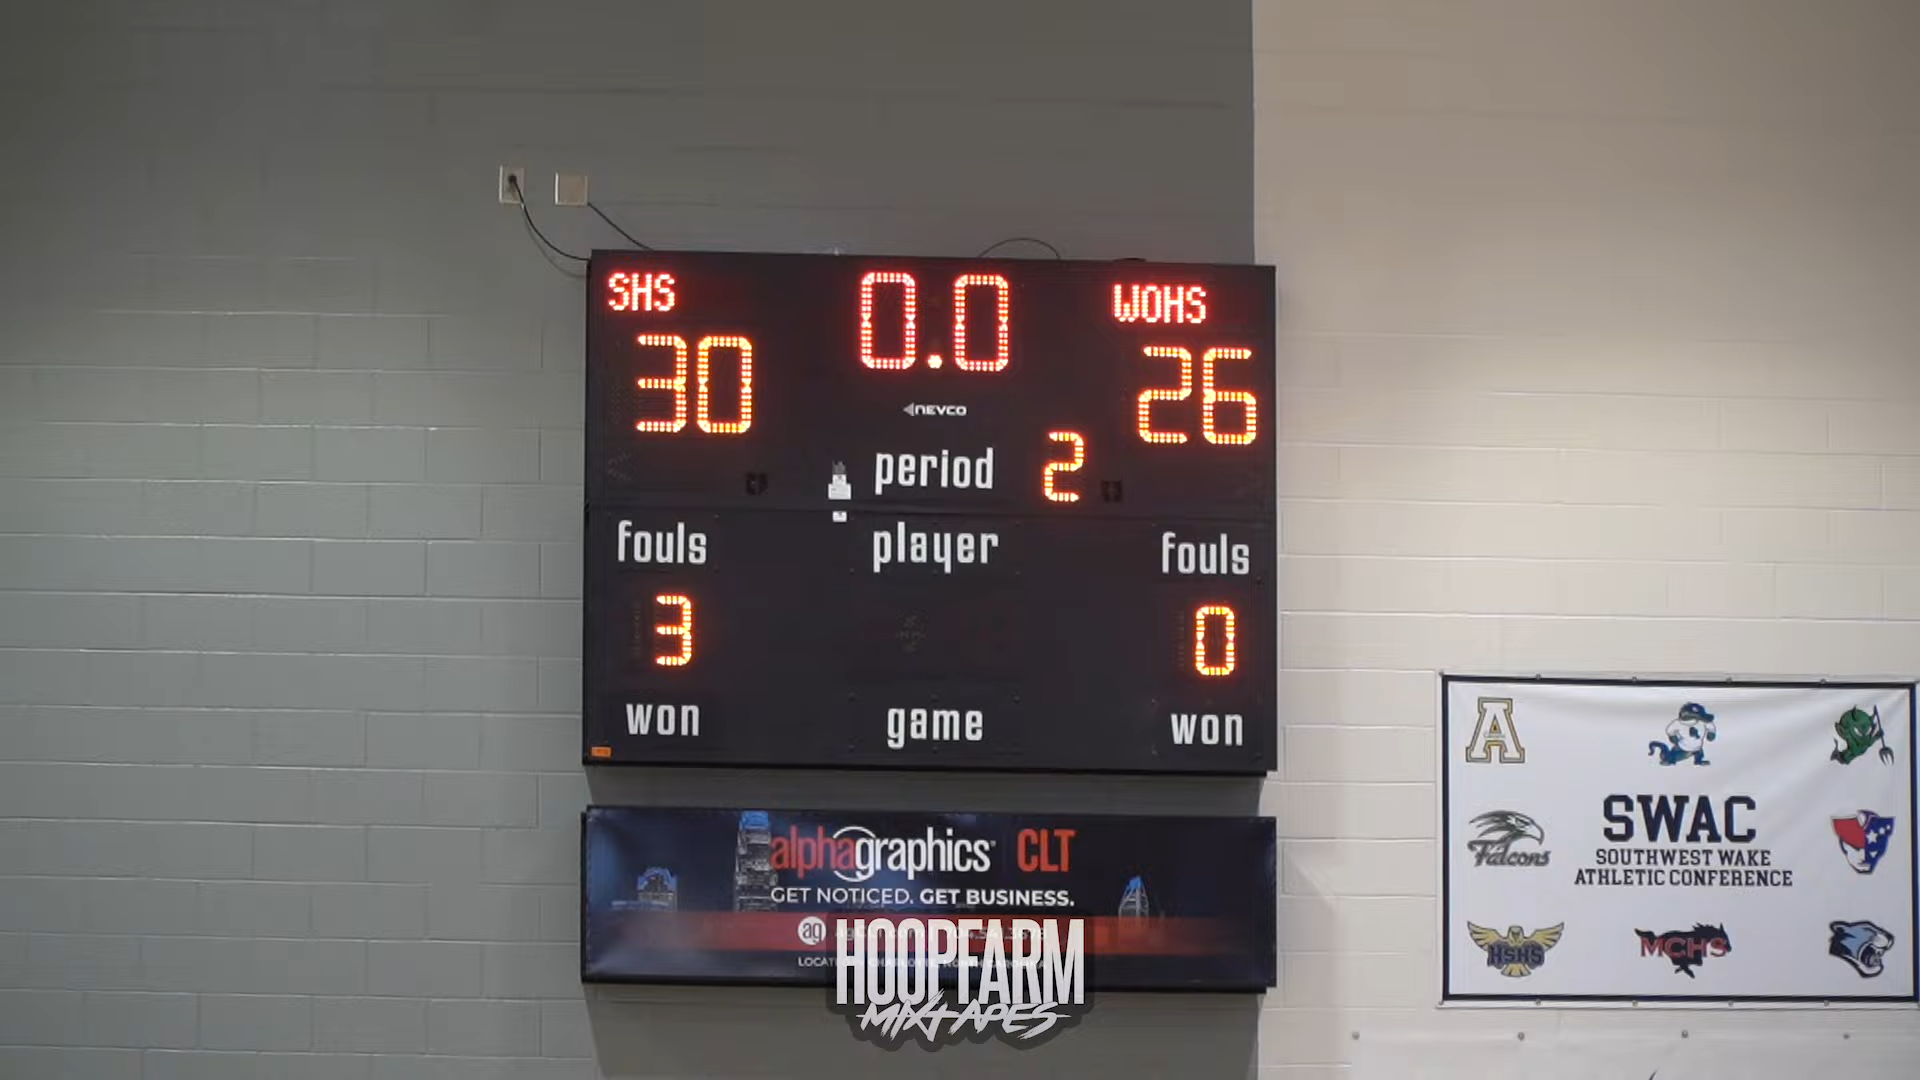 SHS 0.0 WOHS
30 26
NEVCO
period 2
fouls player fouls
3 0
won game won
alphagraphics CLT
GET NOTICED. GET BUSINESS.
ag
HOOPFARM
MIXTAPES
A
SWAC
SOUTHWEST WAKE
ATHLETIC CONFERENCE
Falcons
HSHS
MCHS